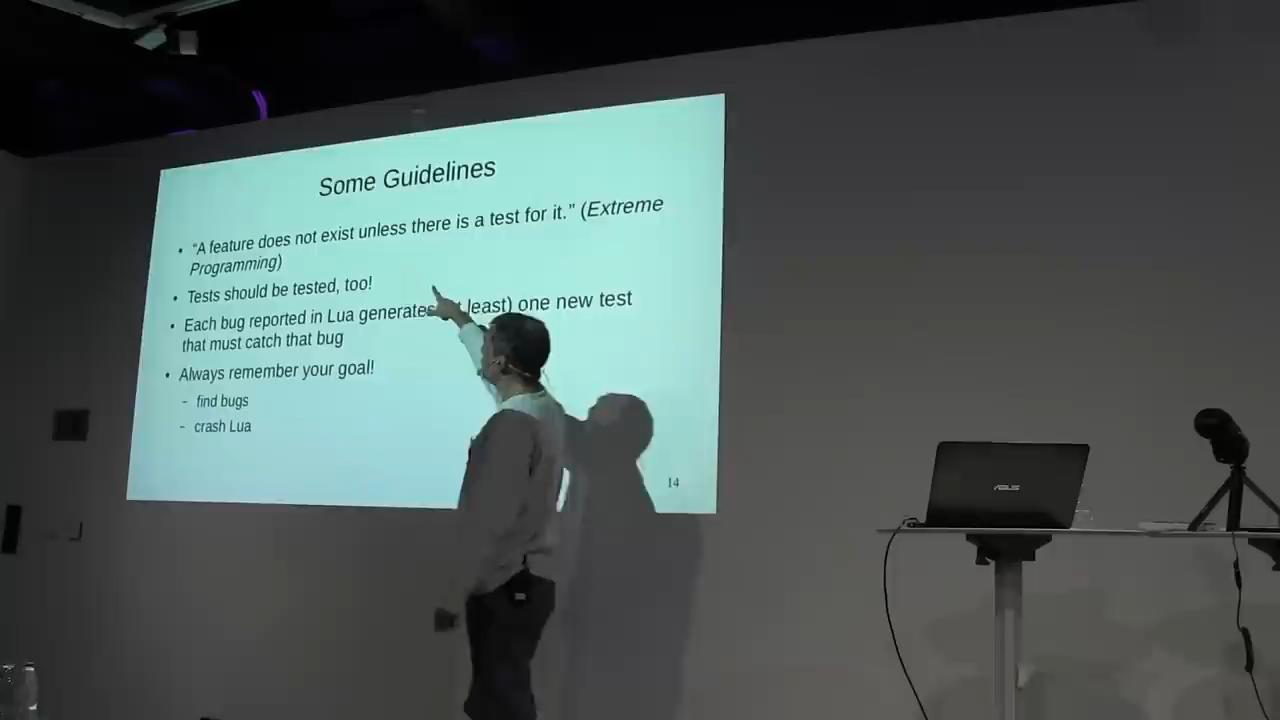 Some Guidelines
• “A feature does not exist unless there is a test for it.” (Extreme
Programming)
• Tests should be tested, too!
• Each bug reported in Lua generates least) one new test
that must catch that bug
• Always remember your goal!
- find bugs
- crash Lua
14
ASUS